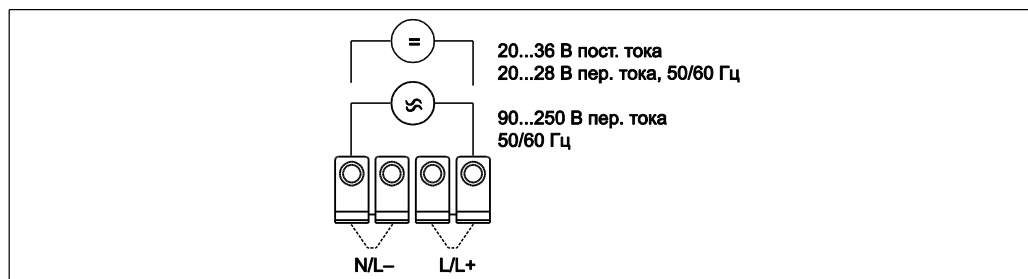 20...36 В пост. тока
20...28 В пер. тока, 50/60 Гц
90...250 В пер. тока
50/60 Гц
N/L– L/L+